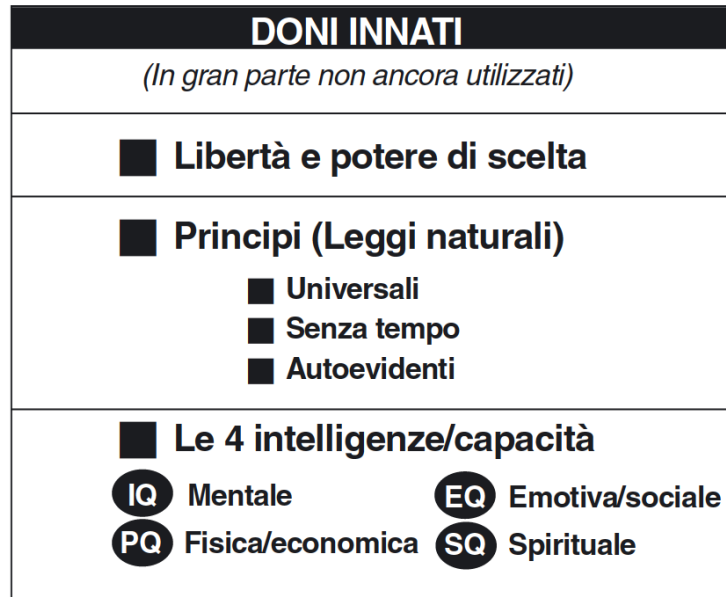 DONI INNATI
(In gran parte non ancora utilizzati)
Libertà e potere di scelta
Principi (Leggi naturali)
Universali
Senza tempo
Autoevidenti
Le 4 intelligenze/capacità
IQ Mentale EQ Emotiva/sociale
PQ Fisica/economica SQ Spirituale